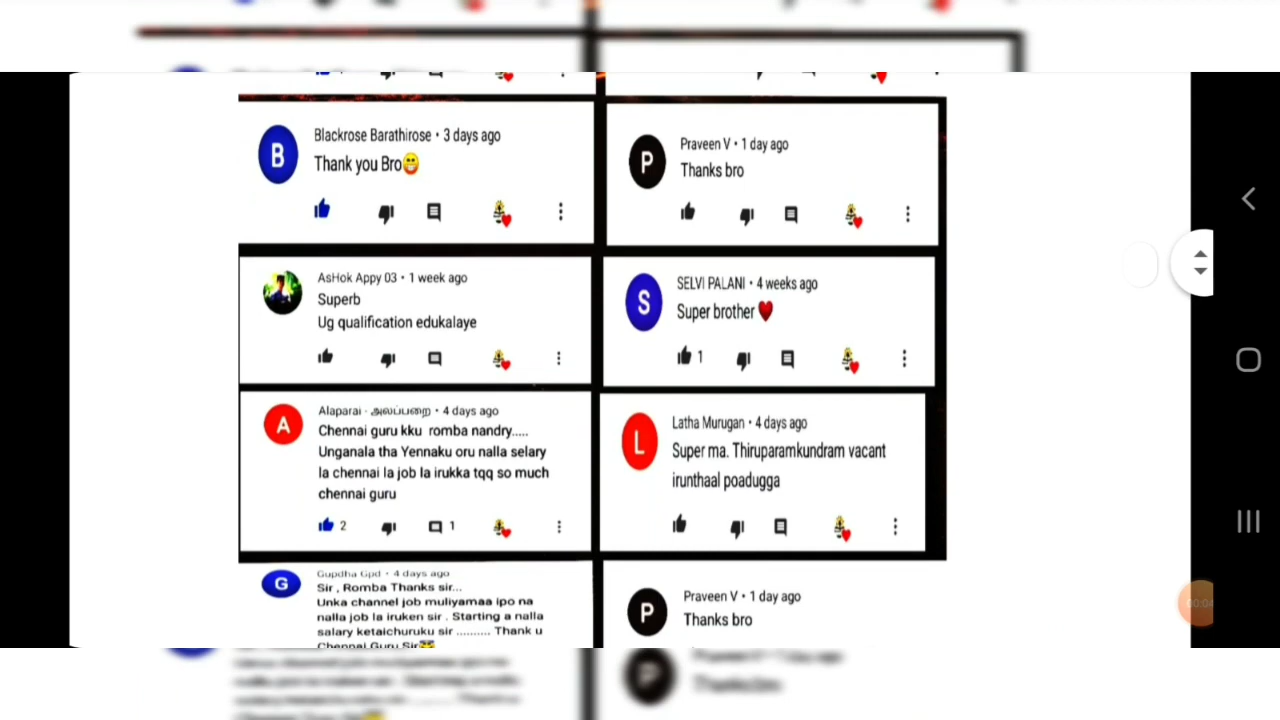 Blackrose Barathirose • 3 days ago
Thank you Bro😁
AsHok Appy 03 • 1 week ago
Superb
Ug qualification edukalaye
Alaparai - அலப்பறை • 4 days ago
Chennai guru kku romba nandry.....
Unganala tha Yennaku oru nalla selary
la chennai la job la irukka tqq so much
chennai guru
2 1
Gupdha Gpd • 4 days ago
Sir , Romba Thanks sir...
Unka channel job muliyamaa ipo na
nalla job la iruken sir . Starting a nalla
salary ketaichuruku sir .......... Thank u
Chennai Guru Sir
Praveen V • 1 day ago
Thanks bro
SELVI PALANI • 4 weeks ago
Super brother ♥
1
Latha Murugan • 4 days ago
Super ma. Thiruparamkundram vacant
irunthaal poadugga
Praveen V • 1 day ago
Thanks bro
B
A
G
P
S
L
P
00:04